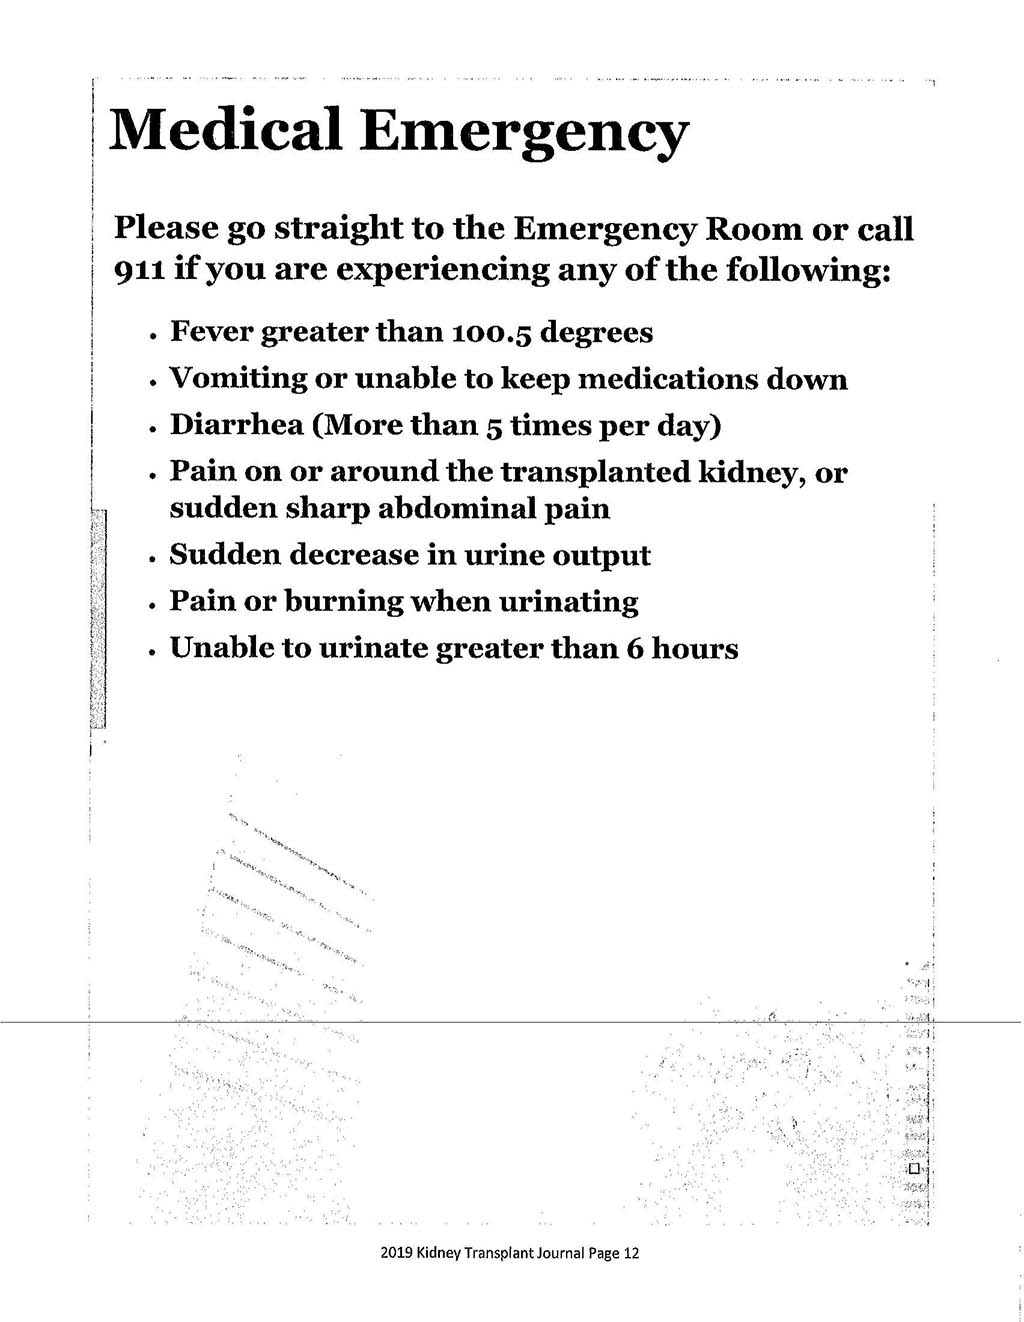 Medical Emergency
Please go straight to the Emergency Room or call
911 if you are experiencing any of the following:
• Fever greater than 100.5 degrees
• Vomiting or unable to keep medications down
• Diarrhea (More than 5 times per day)
• Pain on or around the transplanted kidney, or
sudden sharp abdominal pain
• Sudden decrease in urine output
• Pain or burning when urinating
• Unable to urinate greater than 6 hours
2019 Kidney Transplant Journal Page 12